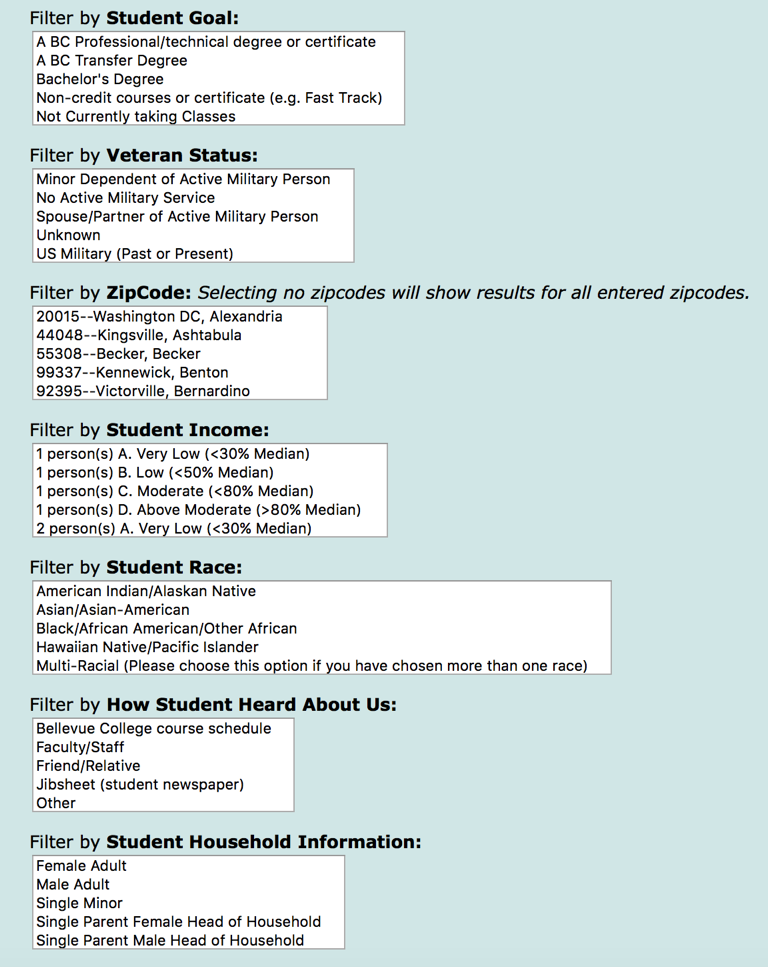 Filter by Student Goal:
A BC Professional/technical degree or certificate
A BC Transfer Degree
Bachelor's Degree
Non-credit courses or certificate (e.g. Fast Track)
Not Currently taking Classes
Filter by Veteran Status:
Minor Dependent of Active Military Person
No Active Military Service
Spouse/Partner of Active Military Person
Unknown
US Military (Past or Present)
Filter by ZipCode: Selecting no zipcodes will show results for all entered zipcodes.
20015--Washington DC, Alexandria
44048--Kingsville, Ashtabula
55308--Becker, Becker
99337--Kennewick, Benton
92395--Victorville, Bernardino
Filter by Student Income:
1 person(s) A. Very Low (<30% Median)
1 person(s) B. Low (<50% Median)
1 person(s) C. Moderate (<80% Median)
1 person(s) D. Above Moderate (>80% Median)
2 person(s) A. Very Low (<30% Median)
Filter by Student Race:
American Indian/Alaskan Native
Asian/Asian-American
Black/African American/Other African
Hawaiian Native/Pacific Islander
Multi-Racial (Please choose this option if you have chosen more than one race)
Filter by How Student Heard About Us:
Bellevue College course schedule
Faculty/Staff
Friend/Relative
Jibsheet (student newspaper)
Other
Filter by Student Household Information:
Female Adult
Male Adult
Single Minor
Single Parent Female Head of Household
Single Parent Male Head of Household